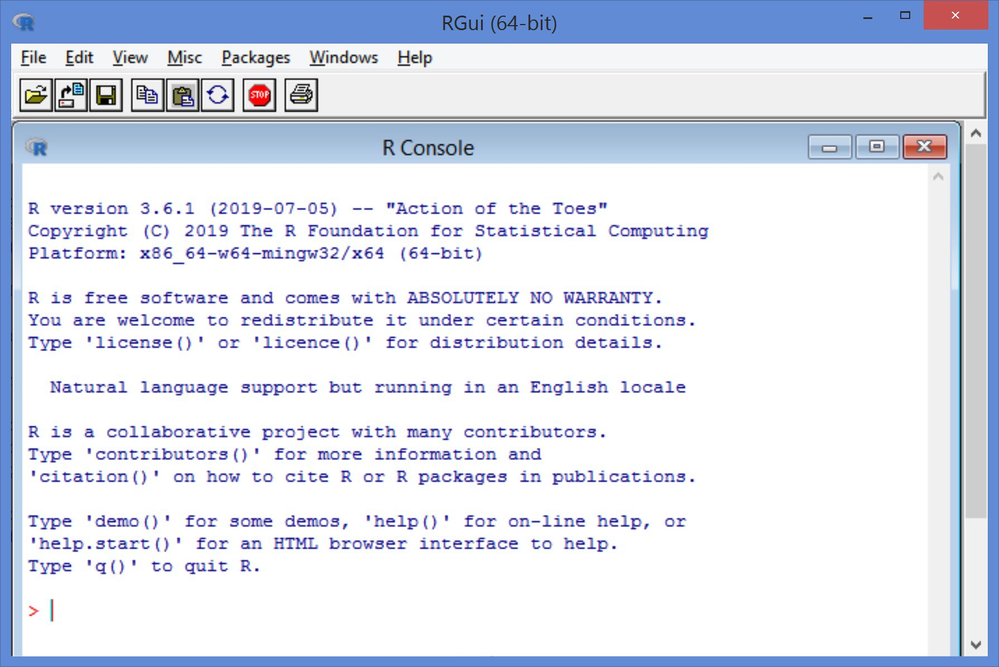 RGui (64-bit)
File Edit View Misc Packages Windows Help
STOP
R Console
R version 3.6.1 (2019-07-05) -- "Action of the Toes"
Copyright (C) 2019 The R Foundation for Statistical Computing
Platform: x86_64-w64-mingw32/x64 (64-bit)
R is free software and comes with ABSOLUTELY NO WARRANTY.
You are welcome to redistribute it under certain conditions.
Type 'license()' or 'licence()' for distribution details.
Natural language support but running in an English locale
R is a collaborative project with many contributors.
Type 'contributors()' for more information and
'citation()' on how to cite R or R packages in publications.
Type 'demo()' for some demos, 'help()' for on-line help, or
'help.start()' for an HTML browser interface to help.
Type 'q()' to quit R.
>